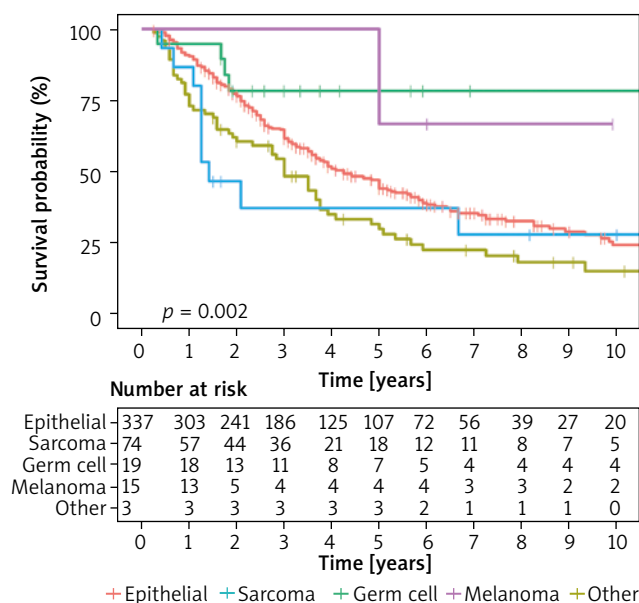 Survival probability (%)
100
75
50
25
0
p = 0.002
0 1 2 3 4 5 6 7 8 9 10
Time [years]
Number at risk
Epithelial 337 303 241 186 125 107 72 56 39 27 20
Sarcoma 74 57 44 36 21 18 12 11 8 7 5
Germ cell 19 18 13 11 8 7 5 4 4 4 4
Melanoma 15 13 5 4 4 4 4 3 3 2 2
Other 3 3 3 3 3 3 2 1 1 1 0
0 1 2 3 4 5 6 7 8 9 10
Time [years]
Epithelial Sarcoma Germ cell Melanoma Other